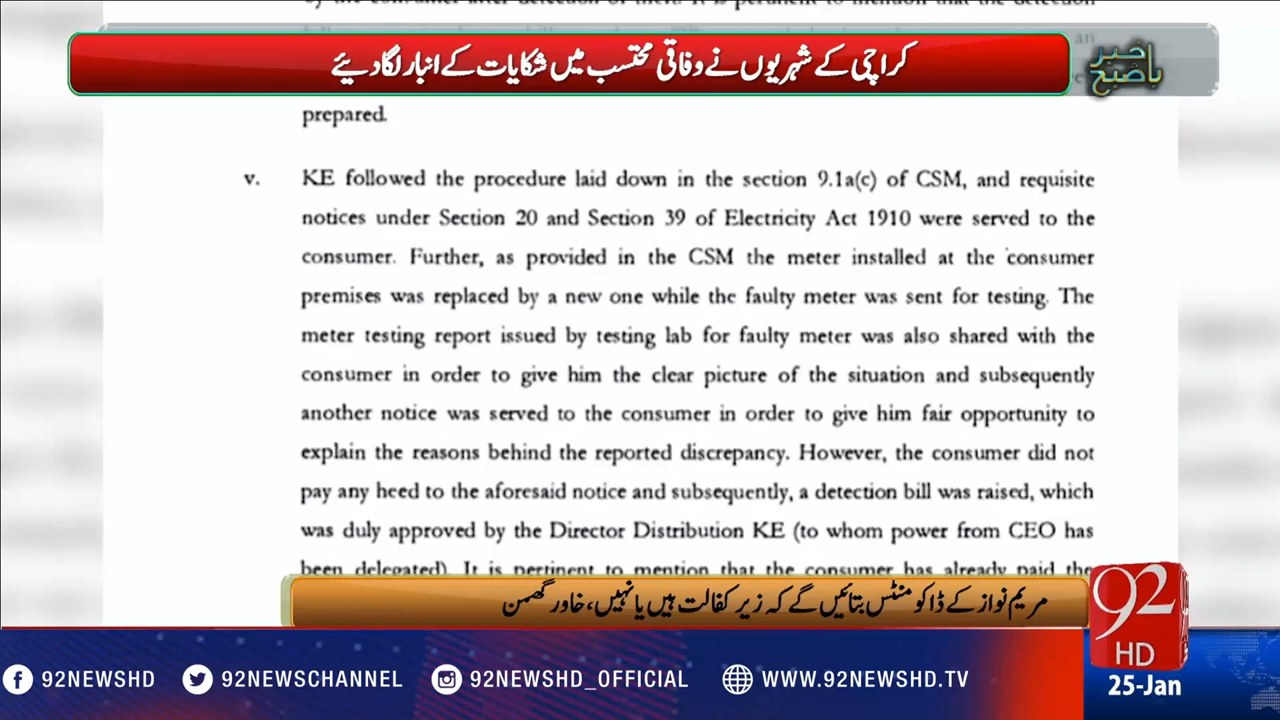 کراچی کے شہریوں نے وفاقی محتسب میں شکایات کے انبار لگا دیئے
باخبر صبح
prepared.
v. KE followed the procedure laid down in the section 9.1a(c) of CSM, and requisite
notices under Section 20 and Section 39 of Electricity Act 1910 were served to the
consumer. Further, as provided in the CSM the meter installed at the consumer
premises was replaced by a new one while the faulty meter was sent for testing. The
meter testing report issued by testing lab for faulty meter was also shared with the
consumer in order to give him the clear picture of the situation and subsequently
another notice was served to the consumer in order to give him fair opportunity to
explain the reasons behind the reported discrepancy. However, the consumer did not
pay any heed to the aforesaid notice and subsequently, a detection bill was raised, which
was duly approved by the Director Distribution KE (to whom power from CEO has
been delegated). It is pertinent to mention that the consumer has already paid the
مریم نواز کے ڈاکومنٹس بتائیں گے کہ زیر کفالت ہیں یا نہیں، خاور گھمن
92
HD
25-Jan
92NEWSHD
92NEWSCHANNEL
92NEWSHD_OFFICIAL
WWW.92NEWSHD.TV